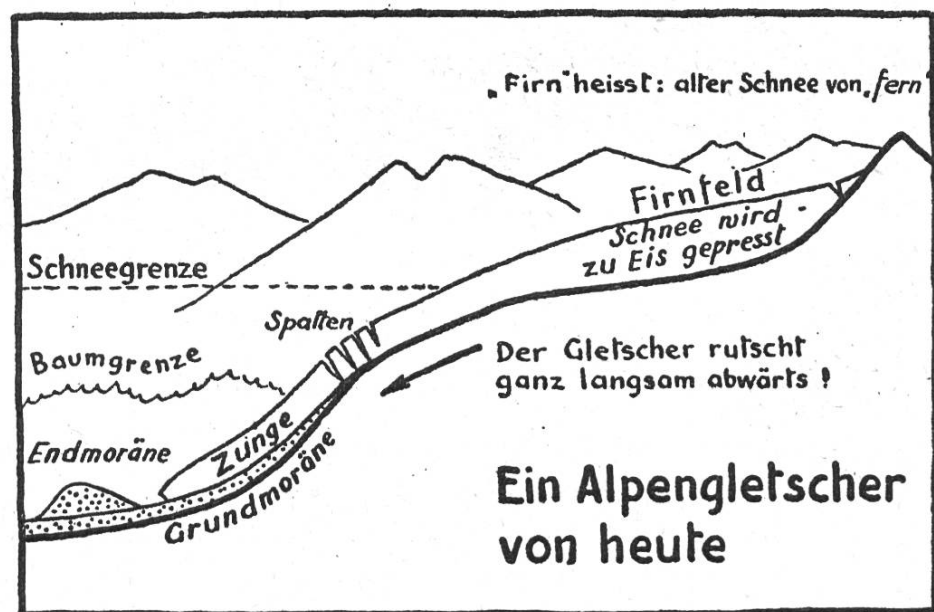 „Firn" heisst: alter Schnee von „fern"
Firnfeld
Schnee wird
zu Eis gepresst
Schneegrenze
Spalten
Baumgrenze
Der Gletscher rutscht
ganz langsam abwärts !
Zunge
Endmoräne
Grundmoräne
Ein Alpengletscher
von heute